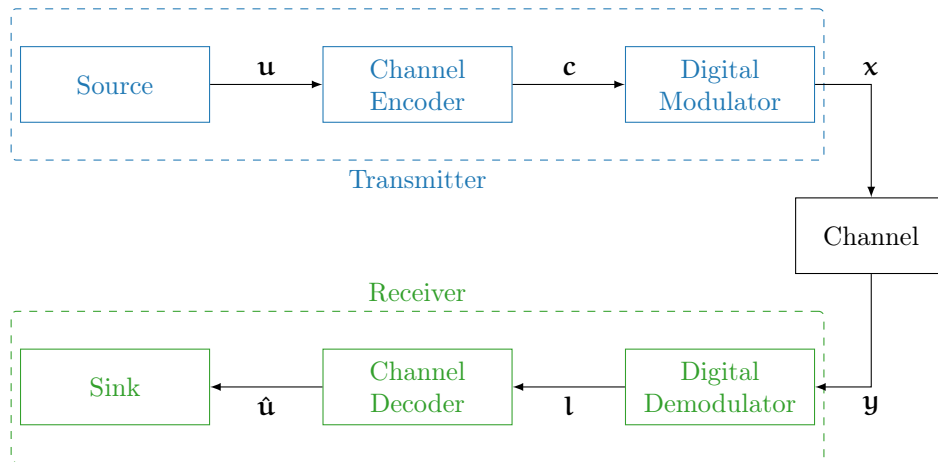 u
c
x
Source
Channel
Encoder
Digital
Modulator
Transmitter
Channel
Receiver
Sink
Channel
Decoder
Digital
Demodulator
û
l
y